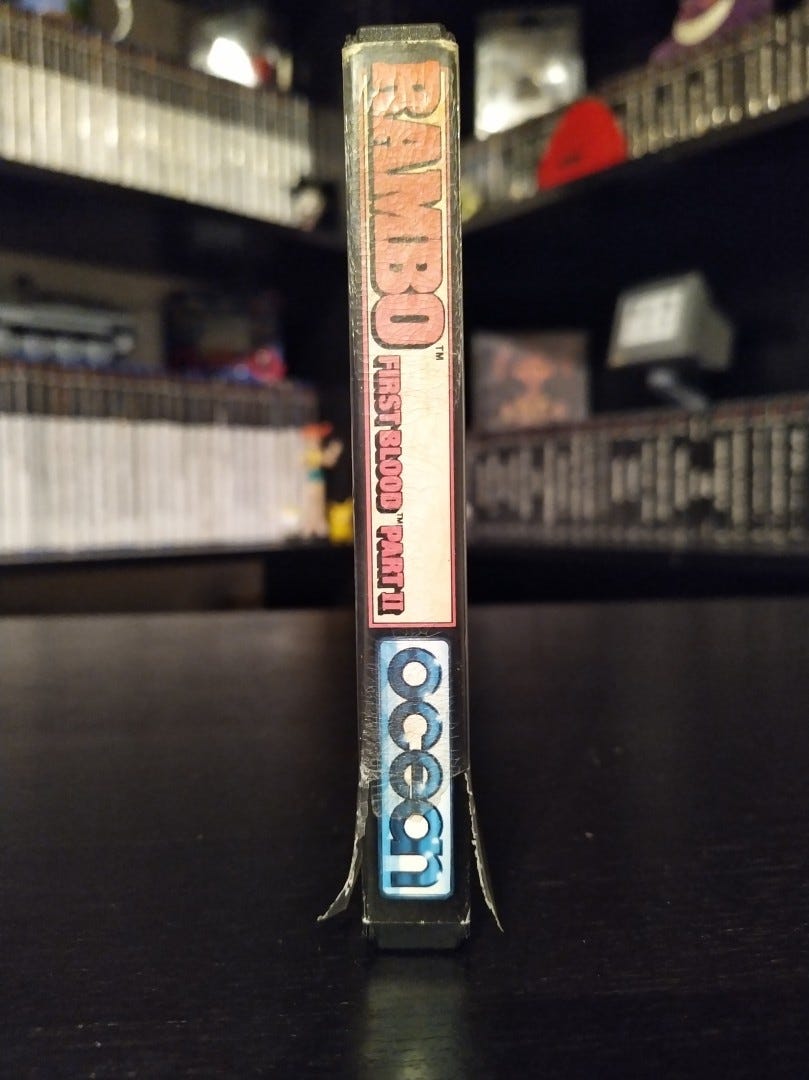 RAMBO™
FIRST BLOOD™ PART II
ocean